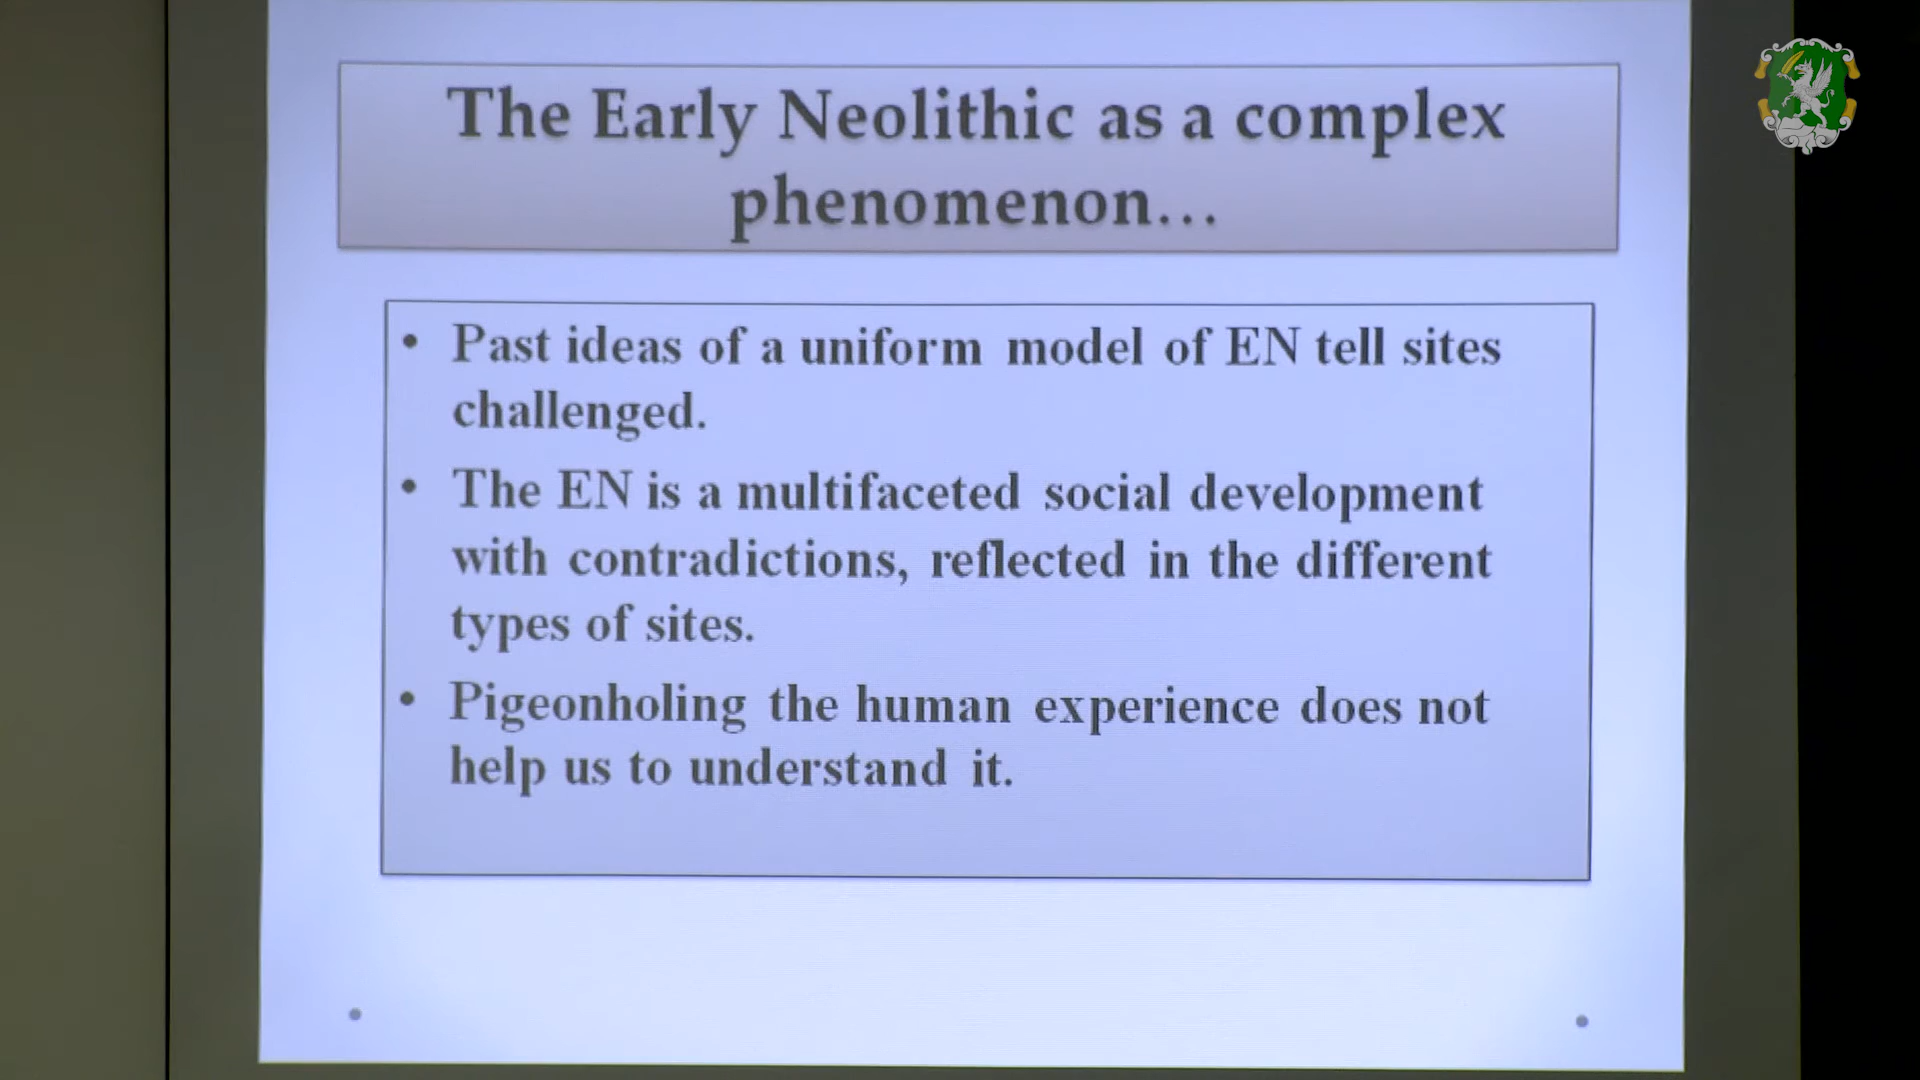 The Early Neolithic as a complex
phenomenon...
• Past ideas of a uniform model of EN tell sites
challenged.
• The EN is a multifaceted social development
with contradictions, reflected in the different
types of sites.
• Pigeonholing the human experience does not
help us to understand it.